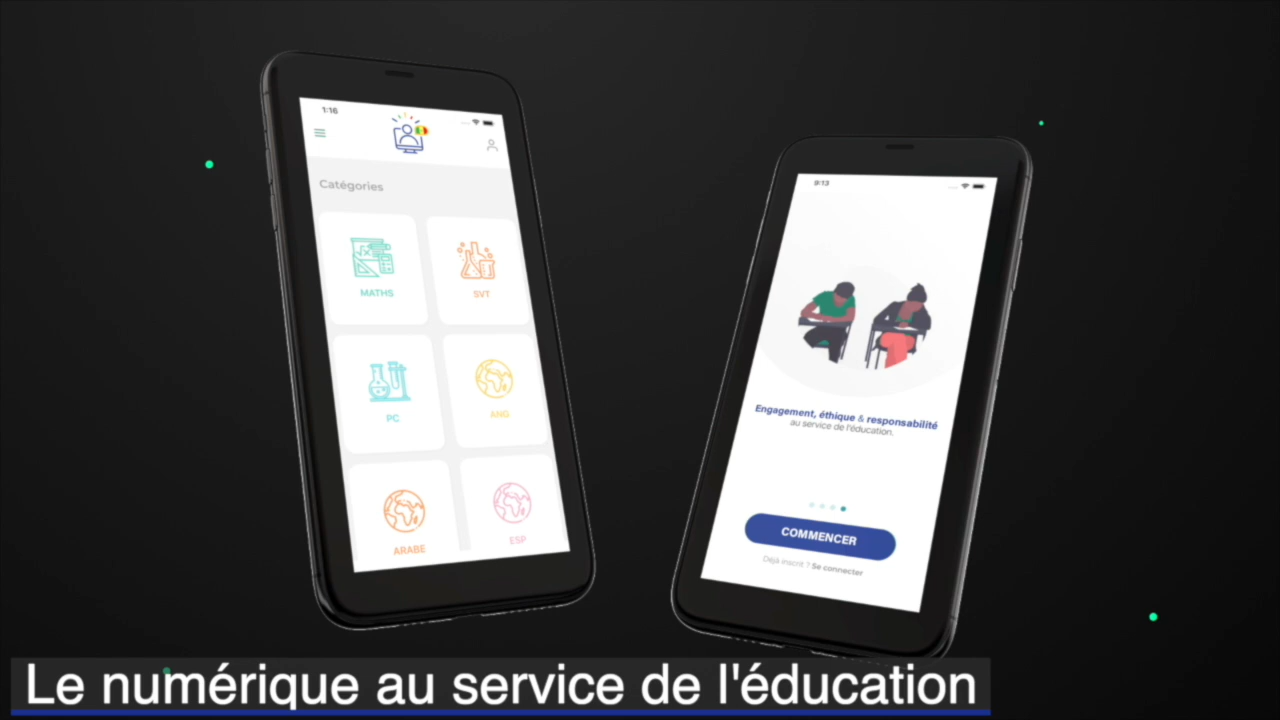 1:16
Catégories
MATHS
SVT
PC
ANG
ARABE
ESP
9:13
Engagement, éthique & responsabilité
au service de l'éducation.
COMMENCER
Déjà inscrit ? Se connecter
Le numérique au service de l'éducation